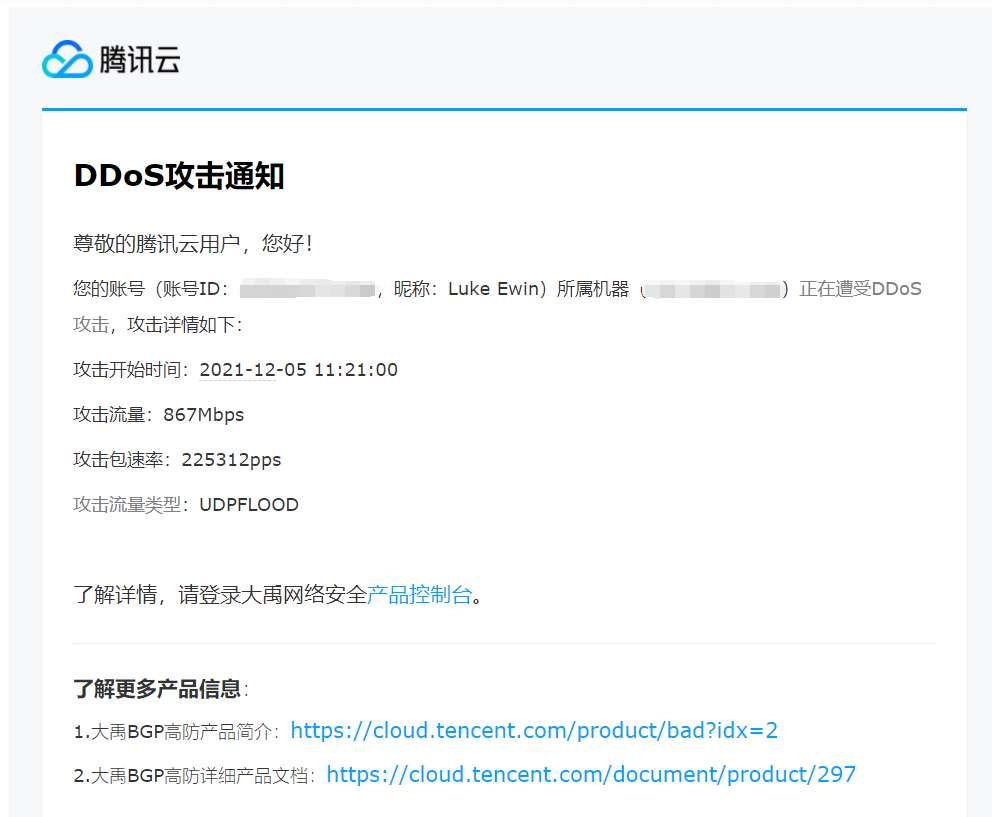 腾讯云
DDoS攻击通知
尊敬的腾讯云用户，您好！
您的账号（账号ID：，昵称：Luke Ewin）所属机器（）正在遭受DDoS
攻击，攻击详情如下：
攻击开始时间：2021-12-05 11:21:00
攻击流量：867Mbps
攻击包速率：225312pps
攻击流量类型：UDPFLOOD
了解详情，请登录大禹网络安全产品控制台。
了解更多产品信息：
1.大禹BGP高防产品简介：https://cloud.tencent.com/product/bad?idx=2
2.大禹BGP高防详细产品文档：https://cloud.tencent.com/document/product/297